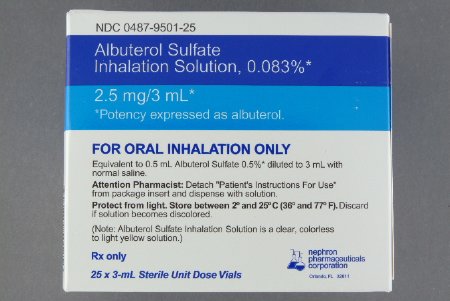 NDC 0487-9501-25
Albuterol Sulfate
Inhalation Solution, 0.083%*
2.5 mg/3 mL*
*Potency expressed as albuterol.
FOR ORAL INHALATION ONLY
Equivalent to 0.5 mL Albuterol Sulfate 0.5%* diluted to 3 mL with
normal saline.
Attention Pharmacist: Detach "Patient's Instructions For Use"
from package insert and dispense with solution.
Protect from light. Store between 2° and 25°C (36° and 77° F). Discard
if solution becomes discolored.
(Note: Albuterol Sulfate Inhalation Solution is a clear, colorless
to light yellow solution.)
Rx only
25 x 3-mL Sterile Unit Dose Vials
nephron
pharmaceuticals
corporation
Orlando, FL 32811